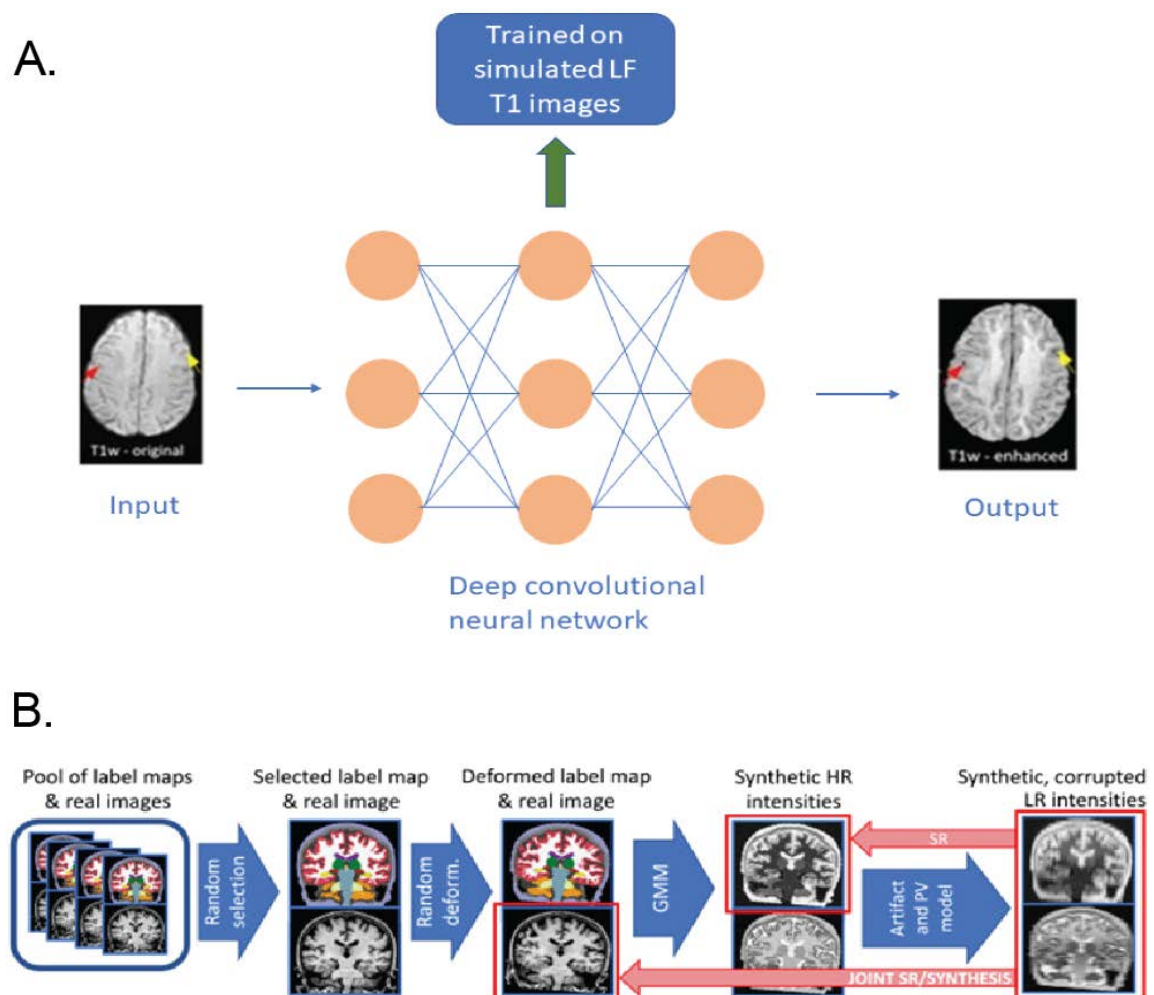 A.
Trained on
simulated LF
T1 images
T1w - original
T1w - enhanced
Input
Output
Deep convolutional
neural network
B.
Pool of label maps
& real images
Selected label map
& real image
Deformed label map
& real image
Synthetic HR
intensities
Synthetic, corrupted
LR intensities
Random
selection
Random
deform.
GMM
SR
Artifact
and PV
model
JOINT SR/SYNTHESIS